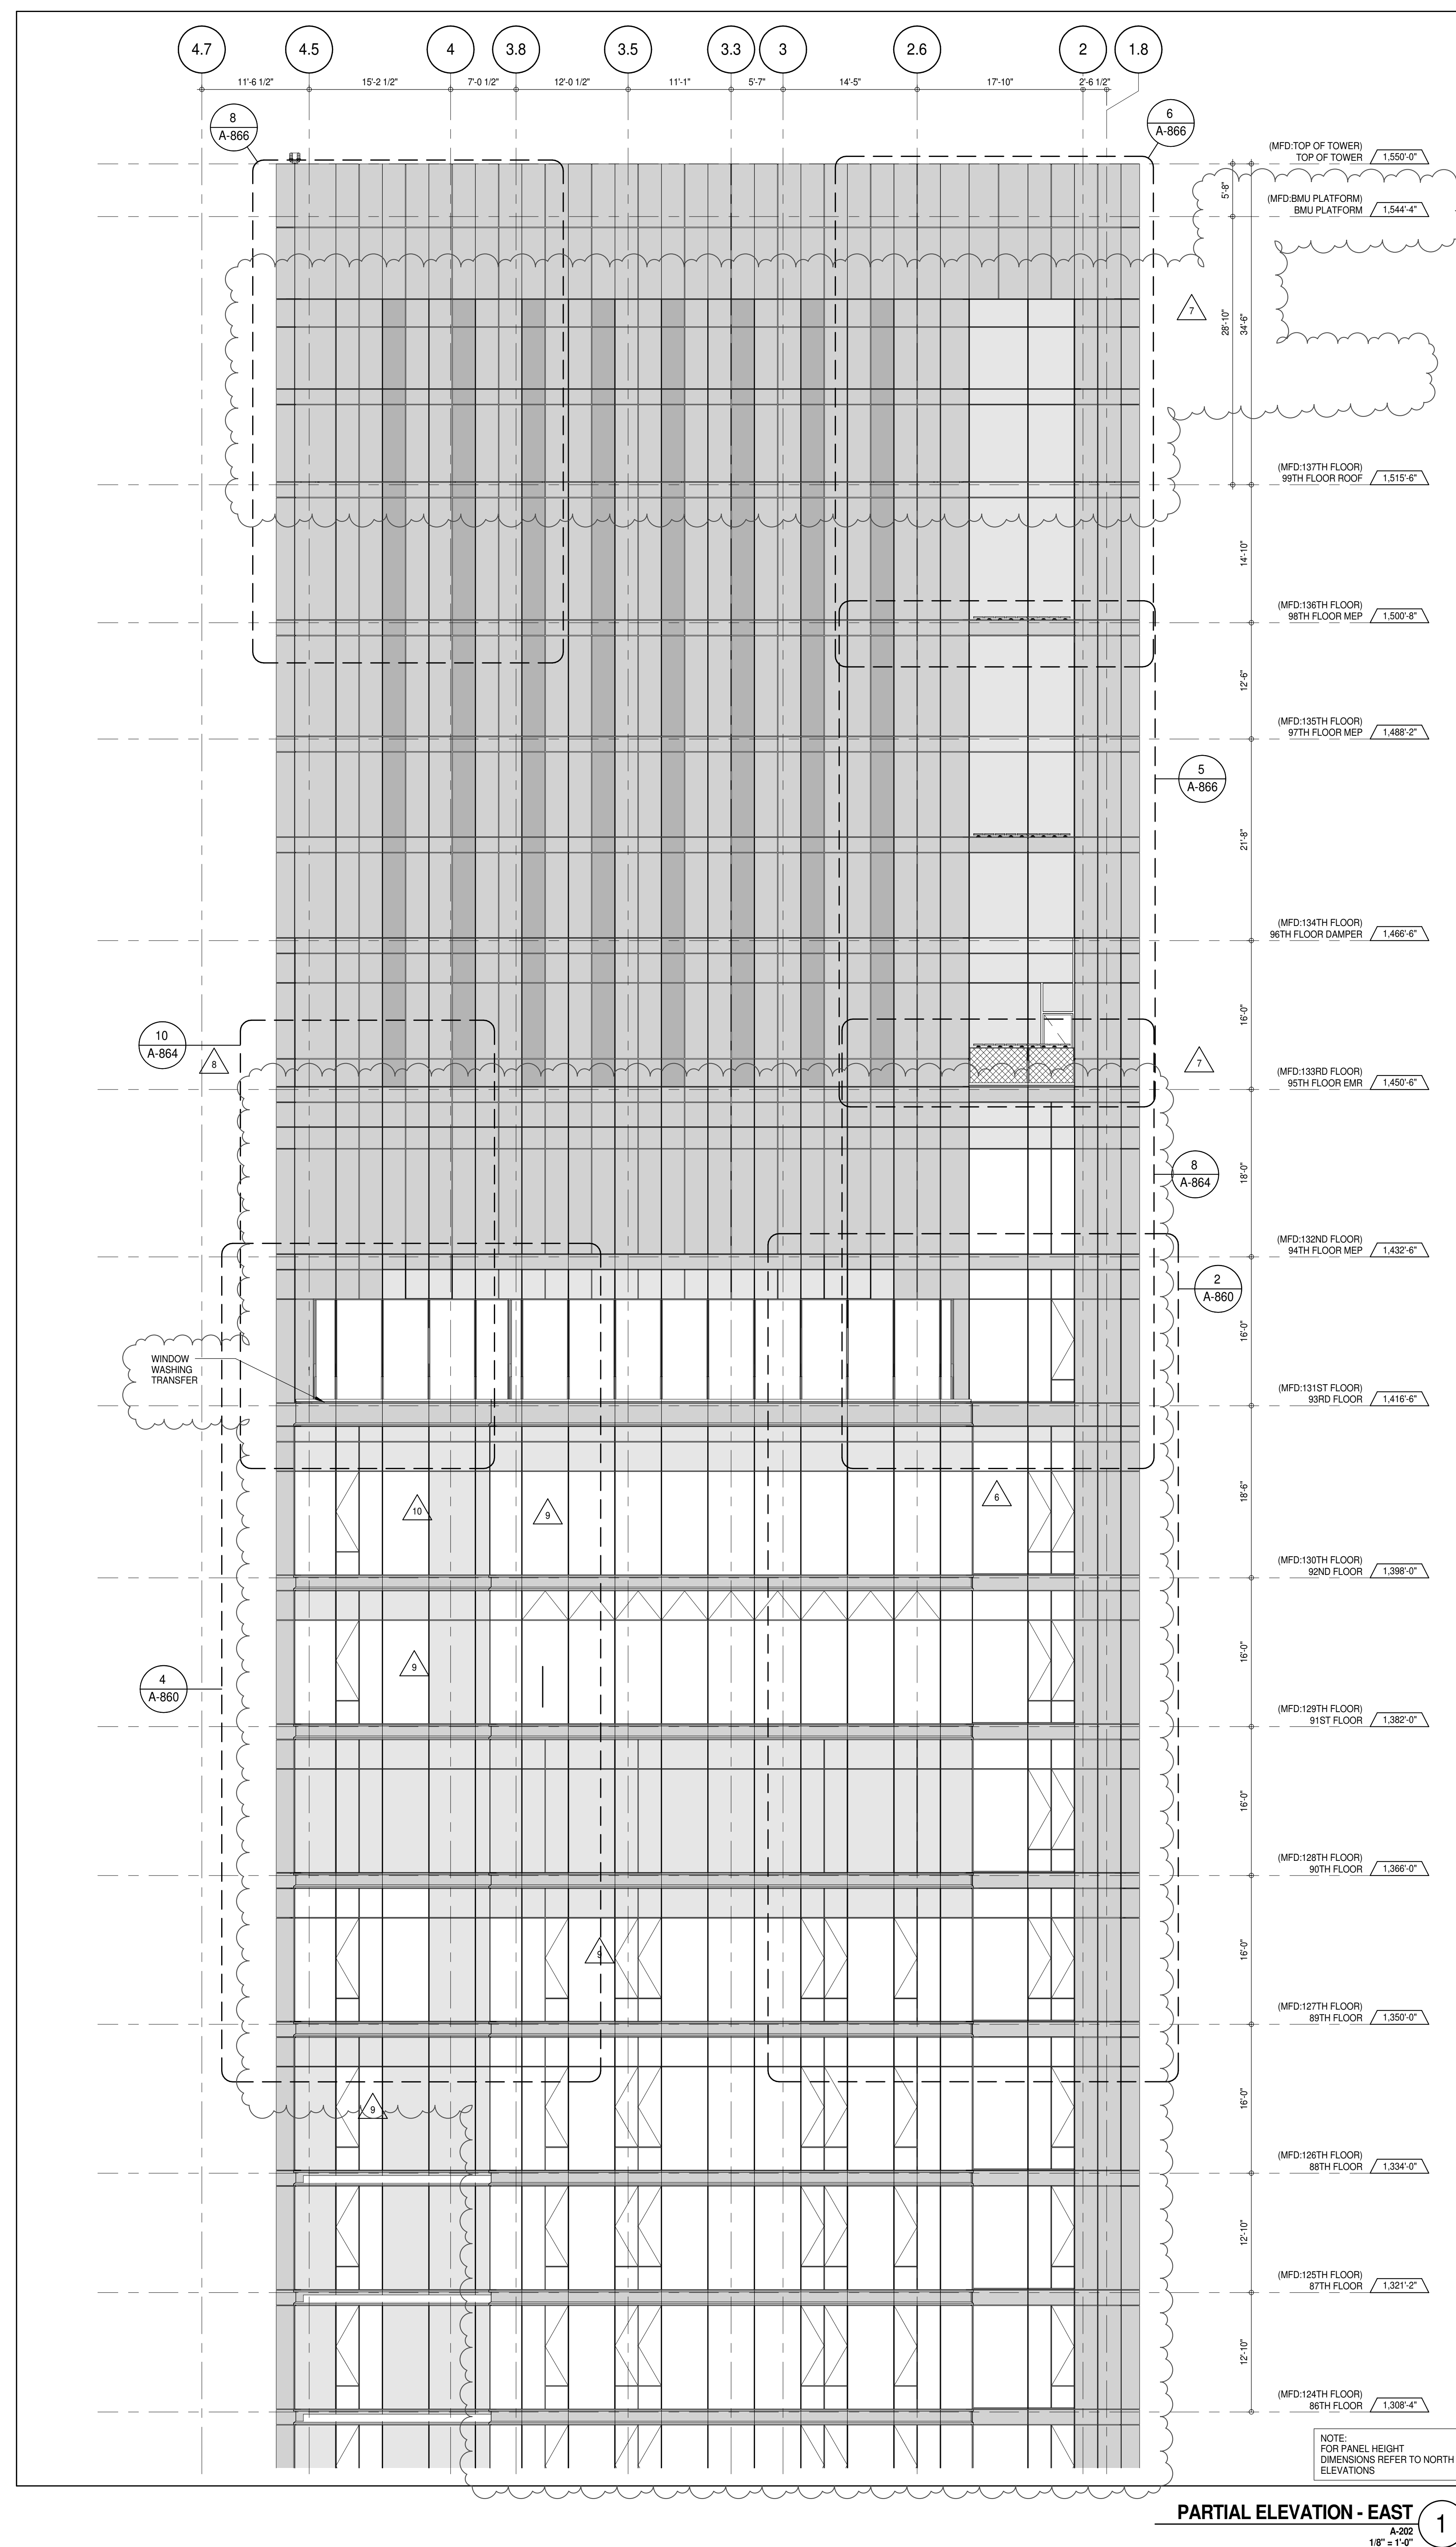 4.7 4.5 4 3.8 3.5 3.3 3 2.6 2 1.8
11'-6 1/2" 15'-2 1/2" 7'-0 1/2" 12'-0 1/2" 11'-1" 5'-7" 14'-5" 17'-10" 2'-6 1/2"
8
A-866
6
A-866
(MFD:TOP OF TOWER)
TOP OF TOWER 1,550'-0"
5'-8"
(MFD:BMU PLATFORM)
BMU PLATFORM 1,544'-4"
7
28'-10"
34'-6"
(MFD:137TH FLOOR)
99TH FLOOR ROOF 1,515'-6"
14'-10"
(MFD:136TH FLOOR)
98TH FLOOR MEP 1,500'-8"
12'-6"
(MFD:135TH FLOOR)
97TH FLOOR MEP 1,488'-2"
5
A-866
21'-8"
(MFD:134TH FLOOR)
96TH FLOOR DAMPER 1,466'-6"
16'-0"
10
A-864
8
7
(MFD:133RD FLOOR)
95TH FLOOR EMR 1,450'-6"
8
A-864
18'-0"
(MFD:132ND FLOOR)
94TH FLOOR MEP 1,432'-6"
2
A-860
16'-0"
WINDOW
WASHING
TRANSFER
(MFD:131ST FLOOR)
93RD FLOOR 1,416'-6"
18'-6"
10
9
6
(MFD:130TH FLOOR)
92ND FLOOR 1,398'-0"
16'-0"
9
4
A-860
(MFD:129TH FLOOR)
91ST FLOOR 1,382'-0"
16'-0"
(MFD:128TH FLOOR)
90TH FLOOR 1,366'-0"
16'-0"
9
(MFD:127TH FLOOR)
89TH FLOOR 1,350'-0"
16'-0"
9
(MFD:126TH FLOOR)
88TH FLOOR 1,334'-0"
12'-10"
(MFD:125TH FLOOR)
87TH FLOOR 1,321'-2"
12'-10"
(MFD:124TH FLOOR)
86TH FLOOR 1,308'-4"
NOTE:
FOR PANEL HEIGHT
DIMENSIONS REFER TO NORTH
ELEVATIONS
PARTIAL ELEVATION - EAST 1
A-202
1/8" = 1'-0"